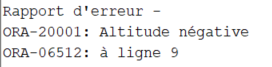 Rapport d'erreur -
ORA-20001: Altitude négative
ORA-06512: à ligne 9